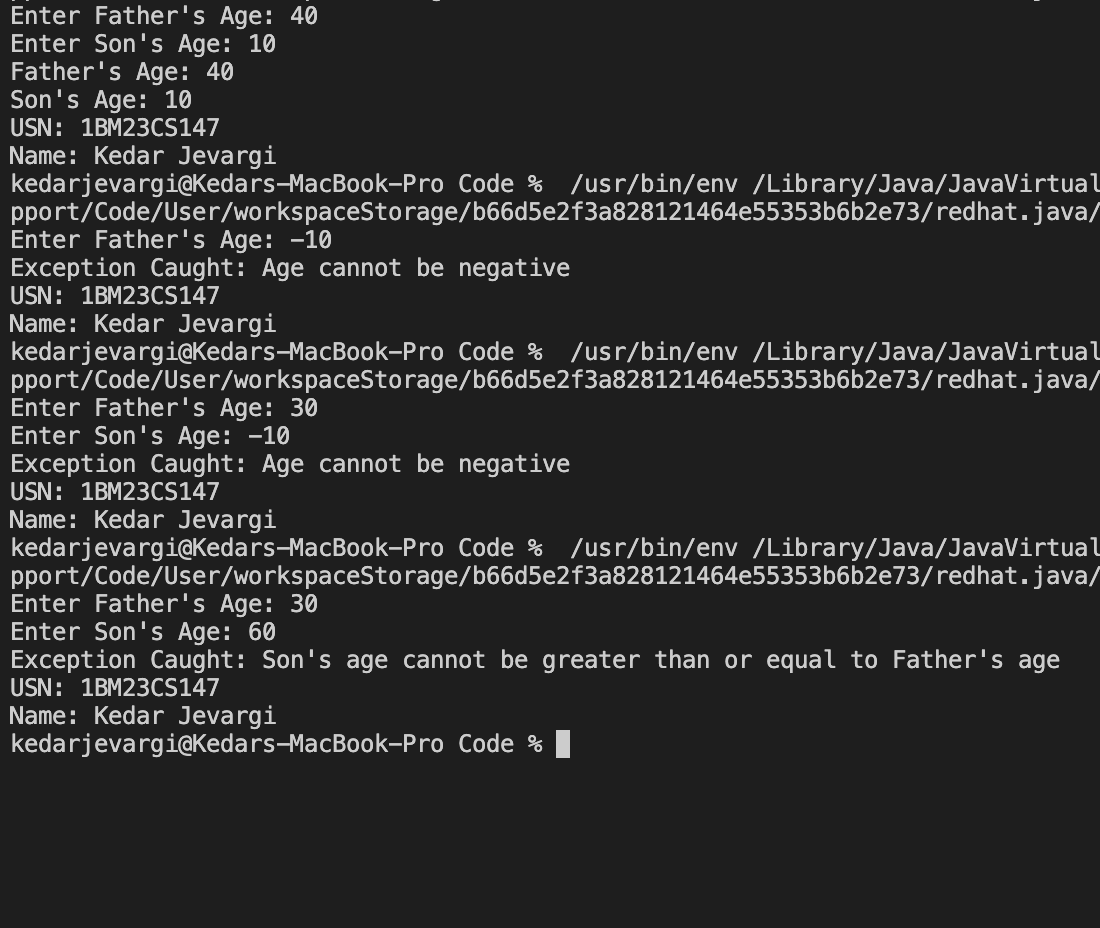 Enter Father's Age: 40
Enter Son's Age: 10
Father's Age: 40
Son's Age: 10
USN: 1BM23CS147
Name: Kedar Jevargi
kedarjevargi@Kedars-MacBook-Pro Code %  /usr/bin/env /Library/Java/JavaVirtual
pport/Code/User/workspaceStorage/b66d5e2f3a828121464e55353b6b2e73/redhat.java/
Enter Father's Age: -10
Exception Caught: Age cannot be negative
USN: 1BM23CS147
Name: Kedar Jevargi
kedarjevargi@Kedars-MacBook-Pro Code %  /usr/bin/env /Library/Java/JavaVirtual
pport/Code/User/workspaceStorage/b66d5e2f3a828121464e55353b6b2e73/redhat.java/
Enter Father's Age: 30
Enter Son's Age: -10
Exception Caught: Age cannot be negative
USN: 1BM23CS147
Name: Kedar Jevargi
kedarjevargi@Kedars-MacBook-Pro Code %  /usr/bin/env /Library/Java/JavaVirtual
pport/Code/User/workspaceStorage/b66d5e2f3a828121464e55353b6b2e73/redhat.java/
Enter Father's Age: 30
Enter Son's Age: 60
Exception Caught: Son's age cannot be greater than or equal to Father's age
USN: 1BM23CS147
Name: Kedar Jevargi
kedarjevargi@Kedars-MacBook-Pro Code %